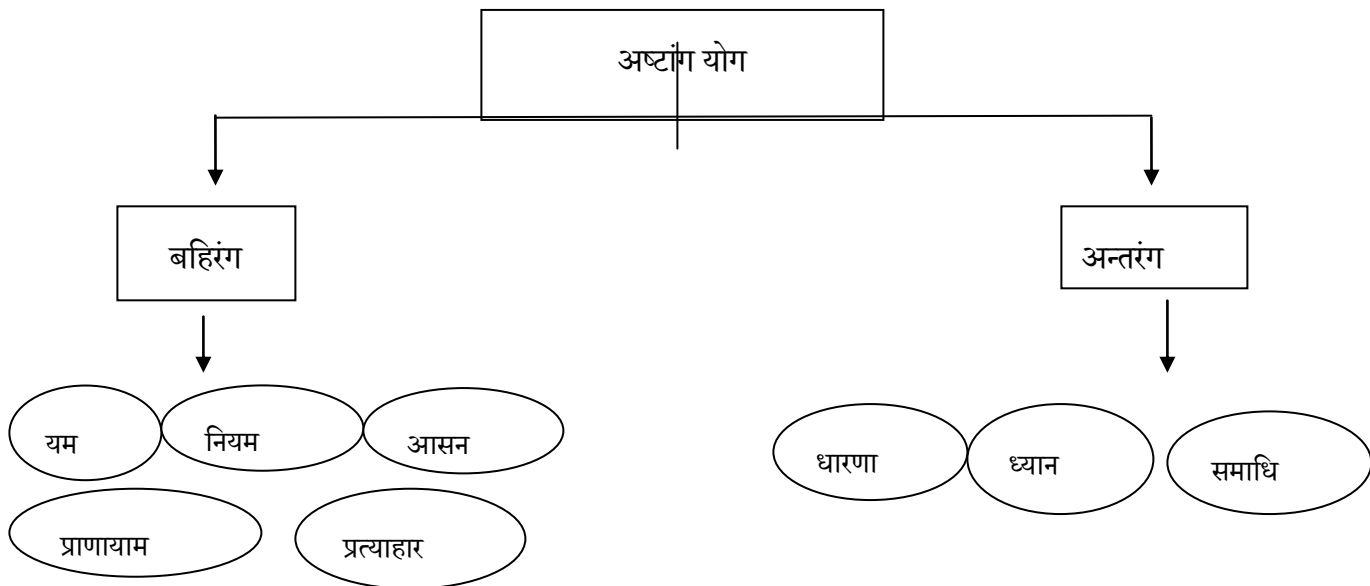 अष्टांग योग
बहिरंग
अन्तरंग
यम
नियम
आसन
प्राणायाम
प्रत्याहार
धारणा
ध्यान
समाधि